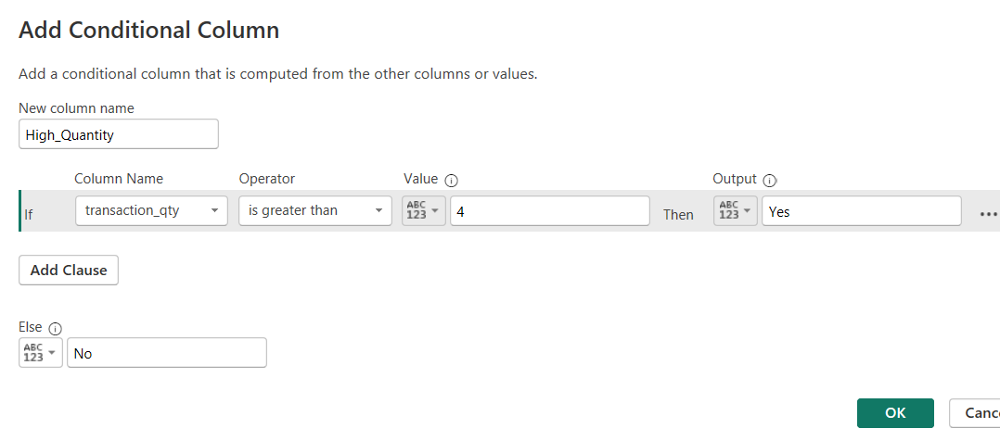 Add Conditional Column
Add a conditional column that is computed from the other columns or values.
New column name
High_Quantity
Column Name Operator Value Output
If transaction_qty is greater than ABC 123 4 Then ABC 123 Yes
Add Clause
Else
ABC 123 No
OK